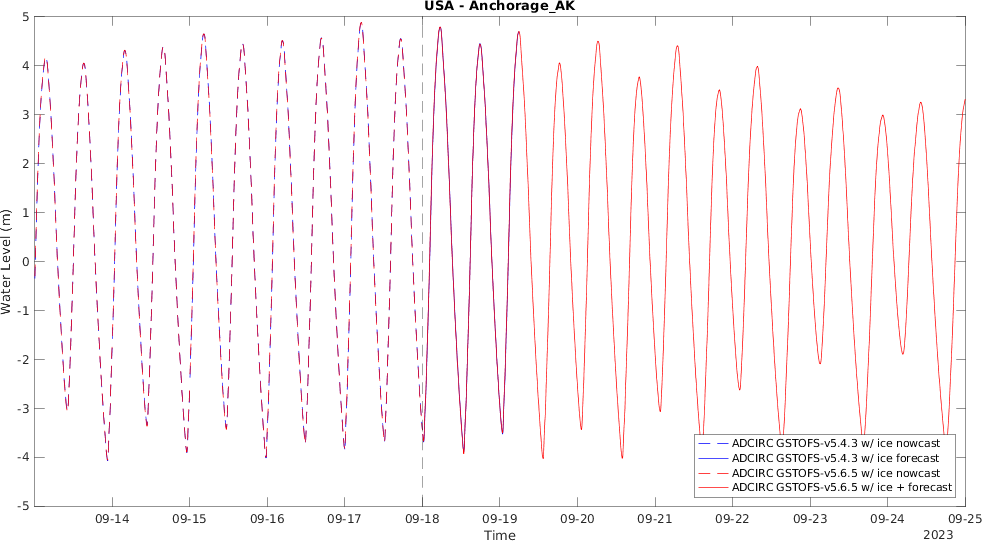 USA - Anchorage_AK
5
4
3
2
1
0
-1
-2
-3
-4
-5
Water Level (m)
ADCIRC GSTOFS-v5.4.3 w/ ice nowcast
ADCIRC GSTOFS-v5.4.3 w/ ice forecast
ADCIRC GSTOFS-v5.6.5 w/ ice nowcast
ADCIRC GSTOFS-v5.6.5 w/ ice + forecast
09-14 09-15 09-16 09-17 09-18 09-19 09-20 09-21 09-22 09-23 09-24 09-25
Time
2023